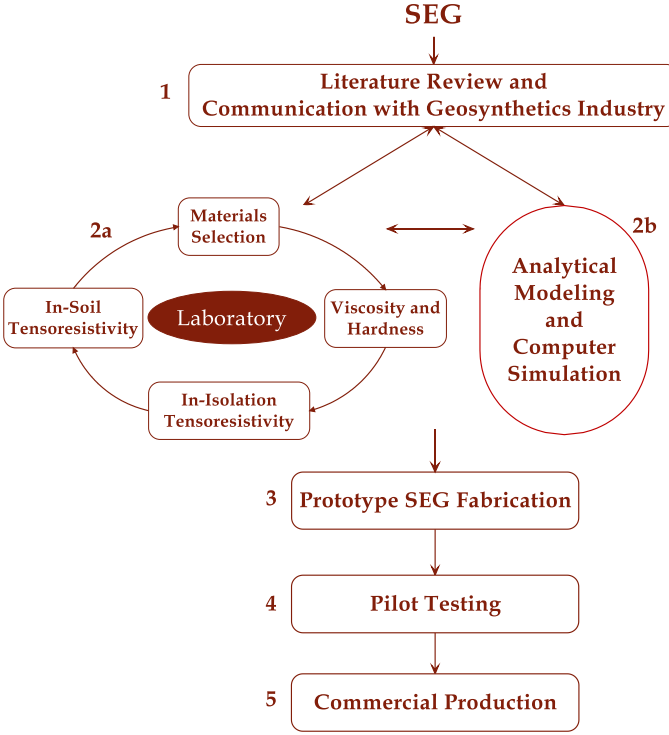 SEG
1
Literature Review and
Communication with Geosynthetics Industry
2a
Materials
Selection
2b
In-Soil
Tensoresistivity
Laboratory
Viscosity and
Hardness
In-Isolation
Tensoresistivity
Analytical
Modeling
and
Computer
Simulation
3
Prototype SEG Fabrication
4
Pilot Testing
5
Commercial Production